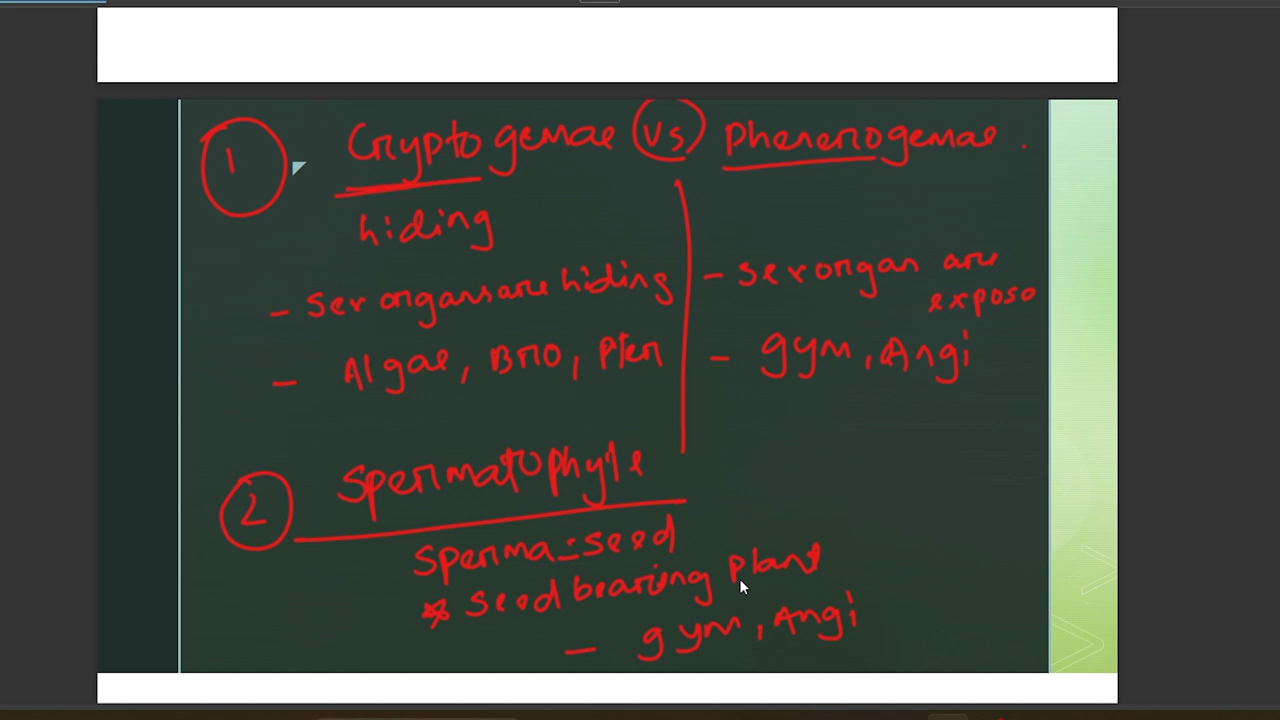 1 Cryptogemae Vs phenerogemae.
hiding
- sex organs are hiding
- sex organ are expose
- Algae, Bryo, Pter
- gym, Angi
2 Spermatophyte
Sperma = seed
* seed bearing plant
- gym, Angi